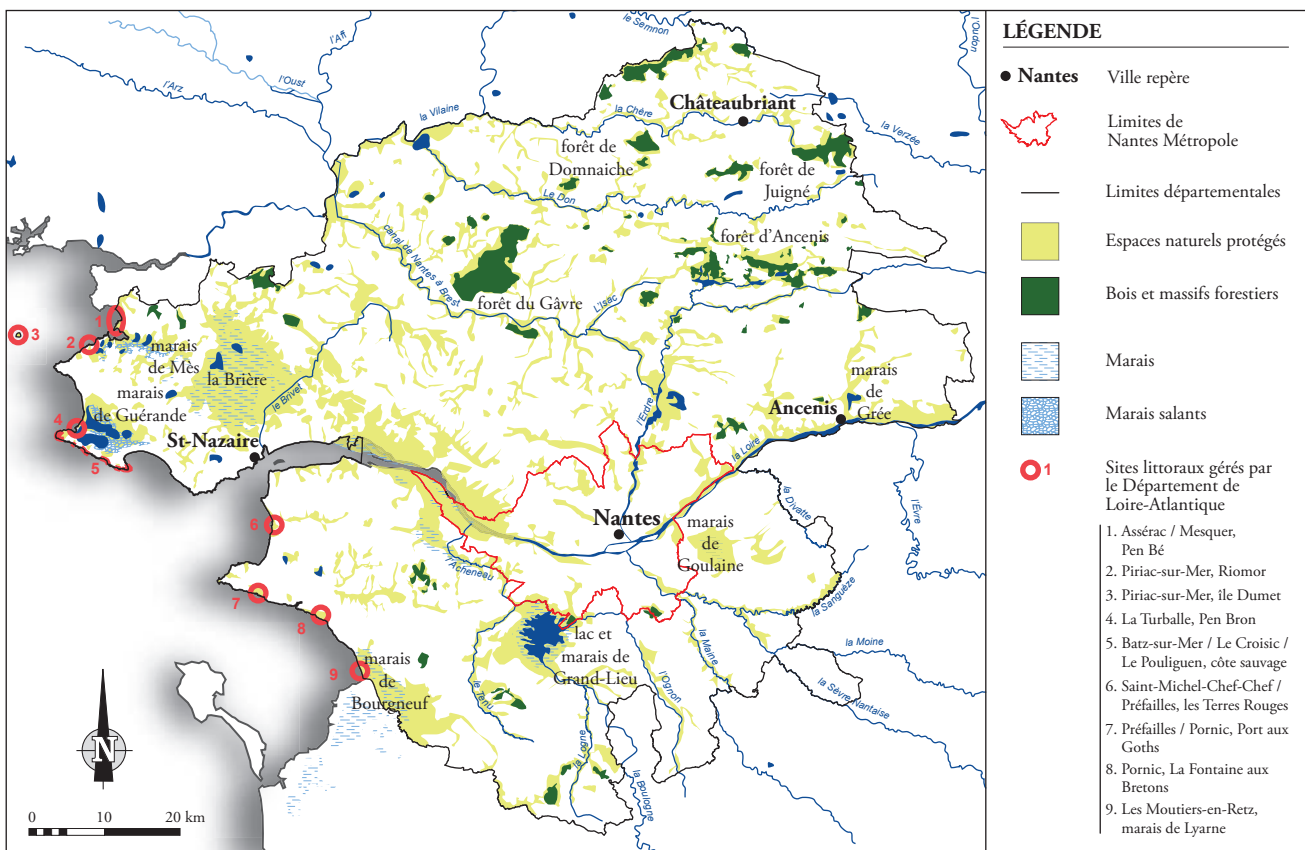 le Semnon
l'Oudon
l'Aff
l'Oust
l'Arz
la Vilaine
la Chère
Châteaubriant
la Verzée
forêt de
Domnaiche
forêt de
Juigné
Le Don
canal de Nantes à Brest
forêt d'Ancenis
forêt du Gâvre
L'Isac
1
2
3
marais
de Mès
la Brière
marais
de Guérande
le Brivet
4
5
St-Nazaire
l'Erdre
marais
de
Grée
Ancenis
la Loire
Nantes
la Divatte
l'Èvre
marais
de
Goulaine
6
Acheneau
la Sanguèze
7
8
lac et
marais de
Grand-Lieu
la Maine
la Moine
9
marais
de
Bourgneuf
le Tenu
l'Ognon
la Sèvre Nantaise
la Logne
la Boulogne
N
0 10 20 km
LÉGENDE
Nantes Ville repère
Limites de
Nantes Métropole
Limites départementales
Espaces naturels protégés
Bois et massifs forestiers
Marais
Marais salants
1 Sites littoraux gérés par
le Département de
Loire-Atlantique
1. Assérac / Mesquer,
Pen Bé
2. Piriac-sur-Mer, Riomor
3. Piriac-sur-Mer, île Dumet
4. La Turballe, Pen Bron
5. Batz-sur-Mer / Le Croisic /
Le Pouliguen, côte sauvage
6. Saint-Michel-Chef-Chef /
Préfailles, les Terres Rouges
7. Préfailles / Pornic, Port aux
Goths
8. Pornic, La Fontaine aux
Bretons
9. Les Moutiers-en-Retz,
marais de Lyarne